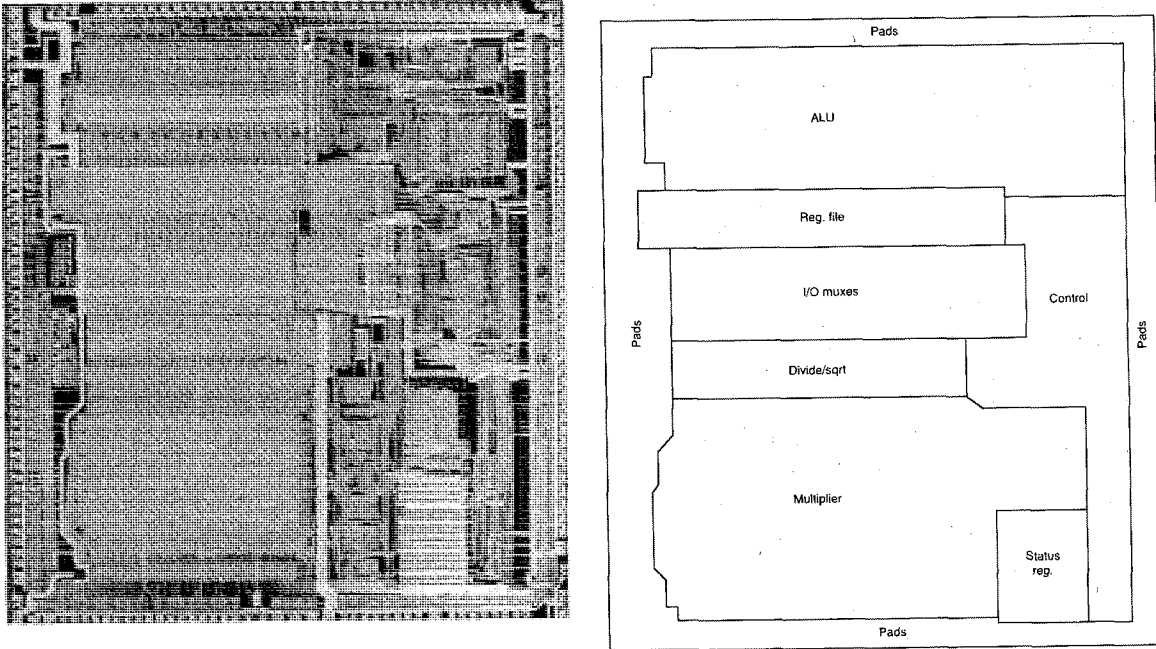 Pads
ALU
Reg. file
I/O muxes
Control
Pads
Pads
Divide/sqrt
Multiplier
Status
reg.
Pads